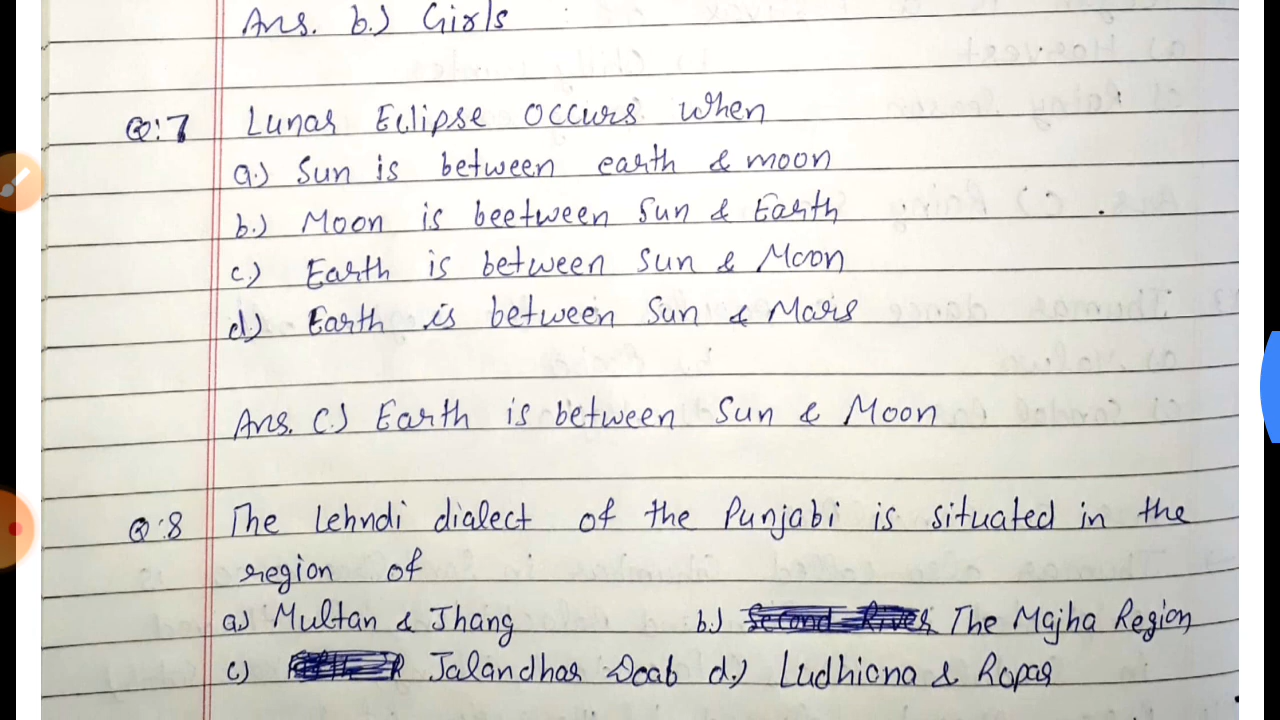 Ans. b.) Girls
Q:7 Lunar Eclipse occurs when
a.) Sun is between earth & moon
b.) Moon is beetween Sun & Earth
c.) Earth is between Sun & Moon
d.) Earth is between Sun & Mars
Ans. C.) Earth is between Sun & Moon
Q:8 The Lehndi dialect of the Punjabi is situated in the
region of
a.) Multan & Jhang b.) The Majha Region
c.) Jalandhar Doab d.) Ludhiana & Ropar